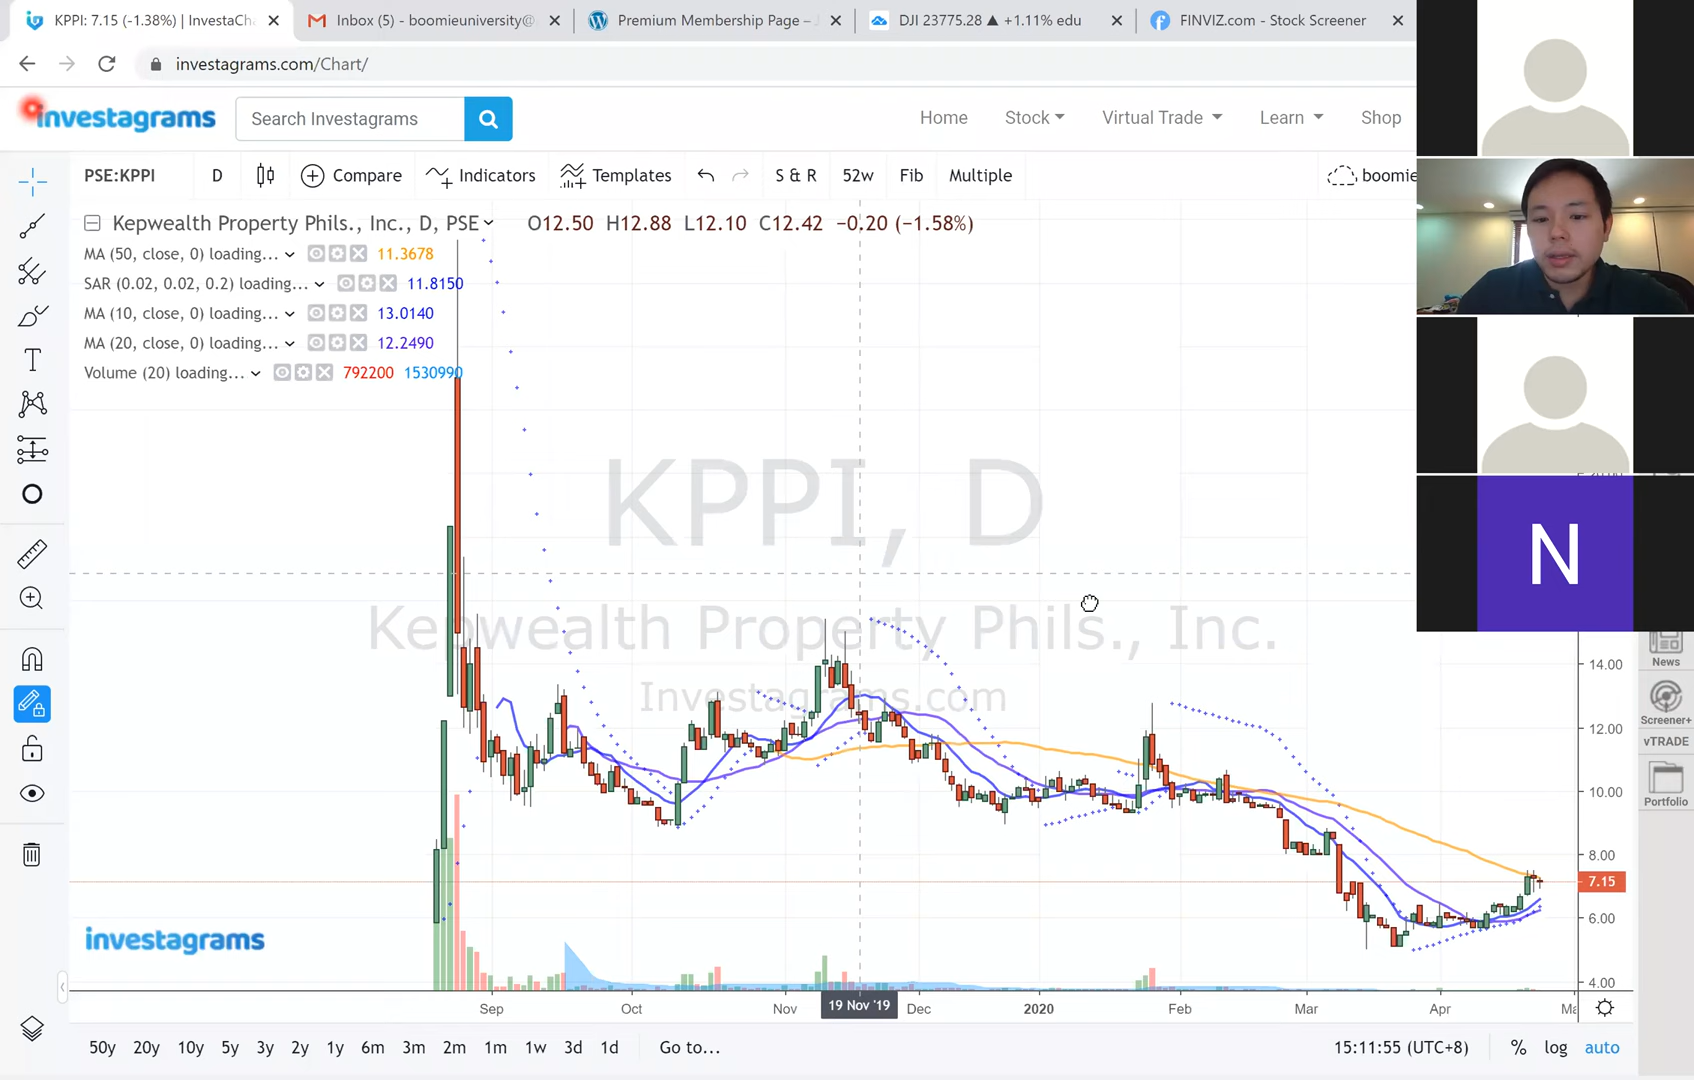 KPPI: 7.15 (-1.38%) | InvestaCha
Inbox (5) - boomieuniversity@
Premium Membership Page –
DJI 23775.28 ▲ +1.11% edu
FINVIZ.com - Stock Screener
investagrams.com/Chart/
investagrams
Search Investagrams
Home
Stock
Virtual Trade
Learn
Shop
PSE:KPPI
D
Compare
Indicators
Templates
S & R
52w
Fib
Multiple
boomie
Kepwealth Property Phils., Inc., D, PSE
O12.50 H12.88 L12.10 C12.42 −0.20 (−1.58%)
MA (50, close, 0) loading... 11.3678
SAR (0.02, 0.02, 0.2) loading... 11.8150
MA (10, close, 0) loading... 13.0140
MA (20, close, 0) loading... 12.2490
Volume (20) loading... 792200 1530990
KPPI, D
Kepwealth Property Phils., Inc.
Investagrams.com
N
14.00
12.00
10.00
8.00
7.15
6.00
4.00
News
Screener+
vTRADE
Portfolio
investagrams
Sep
Oct
Nov
19 Nov '19
Dec
2020
Feb
Mar
Apr
50y 20y 10y 5y 3y 2y 1y 6m 3m 2m 1m 1w 3d 1d Go to...
15:11:55 (UTC+8) % log auto